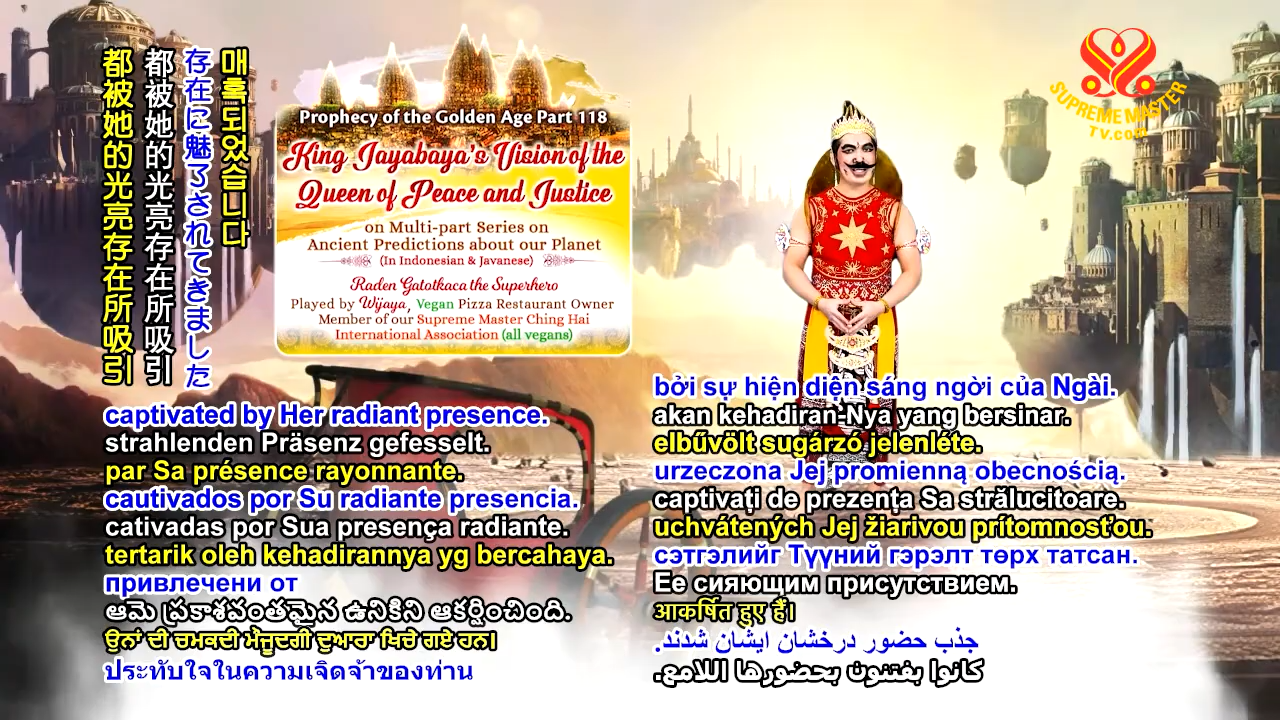 매혹되었습니다
存在に魅了されてきました
都被她的光亮存在所吸引
都被她的光亮存在所吸引
Prophecy of the Golden Age Part 118
King Jayabaya's Vision of the
Queen of Peace and Justice
on Multi-part Series on
Ancient Predictions about our Planet
(In Indonesian & Javanese)
Raden Gatotkaca the Superhero
Played by Wijaya, Vegan Pizza Restaurant Owner
Member of our Supreme Master Ching Hai
International Association (all vegans)
SUPREME MASTER
TV.com
captivated by Her radiant presence.
strahlenden Präsenz gefesselt.
par Sa présence rayonnante.
cautivados por Su radiante presencia.
cativadas por Sua presença radiante.
tertarik oleh kehadirannya yg bercahaya.
привлечени от
ఆమె ప్రకాశవంతమైన ఉనికిని ఆకర్షించింది.
ਉਨਾਂ ਦੀ ਚਮਕਦੀ ਮੌਜੂਦਗੀ ਦੁਆਰਾ ਖਿਚੇ ਗਏ ਹਨ।
ประทับใจในความเจิดจ้าของท่าน
bởi sự hiện diện sáng ngời của Ngài.
akan kehadiran-Nya yang bersinar.
elbűvölt sugárzó jelenléte.
urzeczona Jej promienną obecnością.
captivați de prezența Sa strălucitoare.
uchvátených Jej žiarivou prítomnosťou.
сэтгэлийг Түүний гэрэлт төрх татсан.
Ее сияющим присутствием.
आकर्षित हुए हैं।
جذب حضور درخشان ایشان شدند.
كانوا يفتنون بحضورها اللامع.